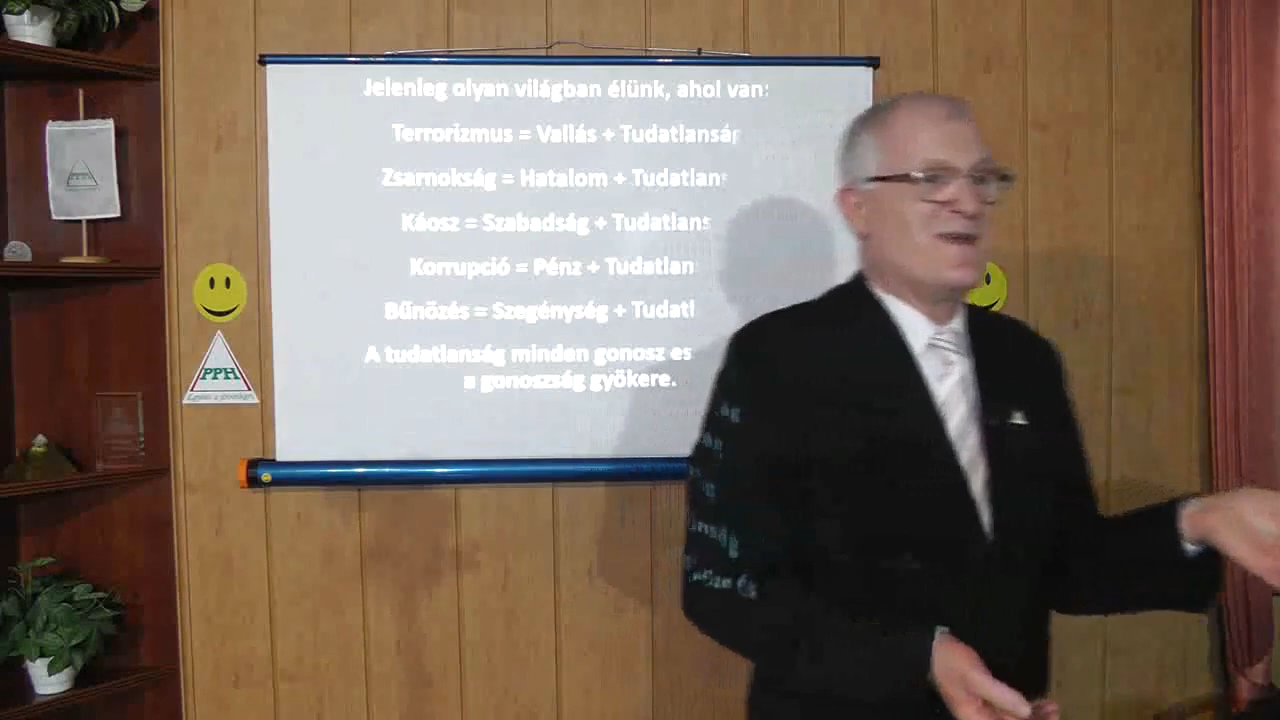 Jelenleg olyan világban élünk, ahol van:
Terrorizmus = Vallás + Tudatlanság
Zsarnokság = Hatalom + Tudatlans
Káosz = Szabadság + Tudatlans
Korrupció = Pénz + Tudatlan
Bűnözés = Szegénység + Tudatl
A tudatlanság minden gonosz es
a gonoszság gyökere.
PPH